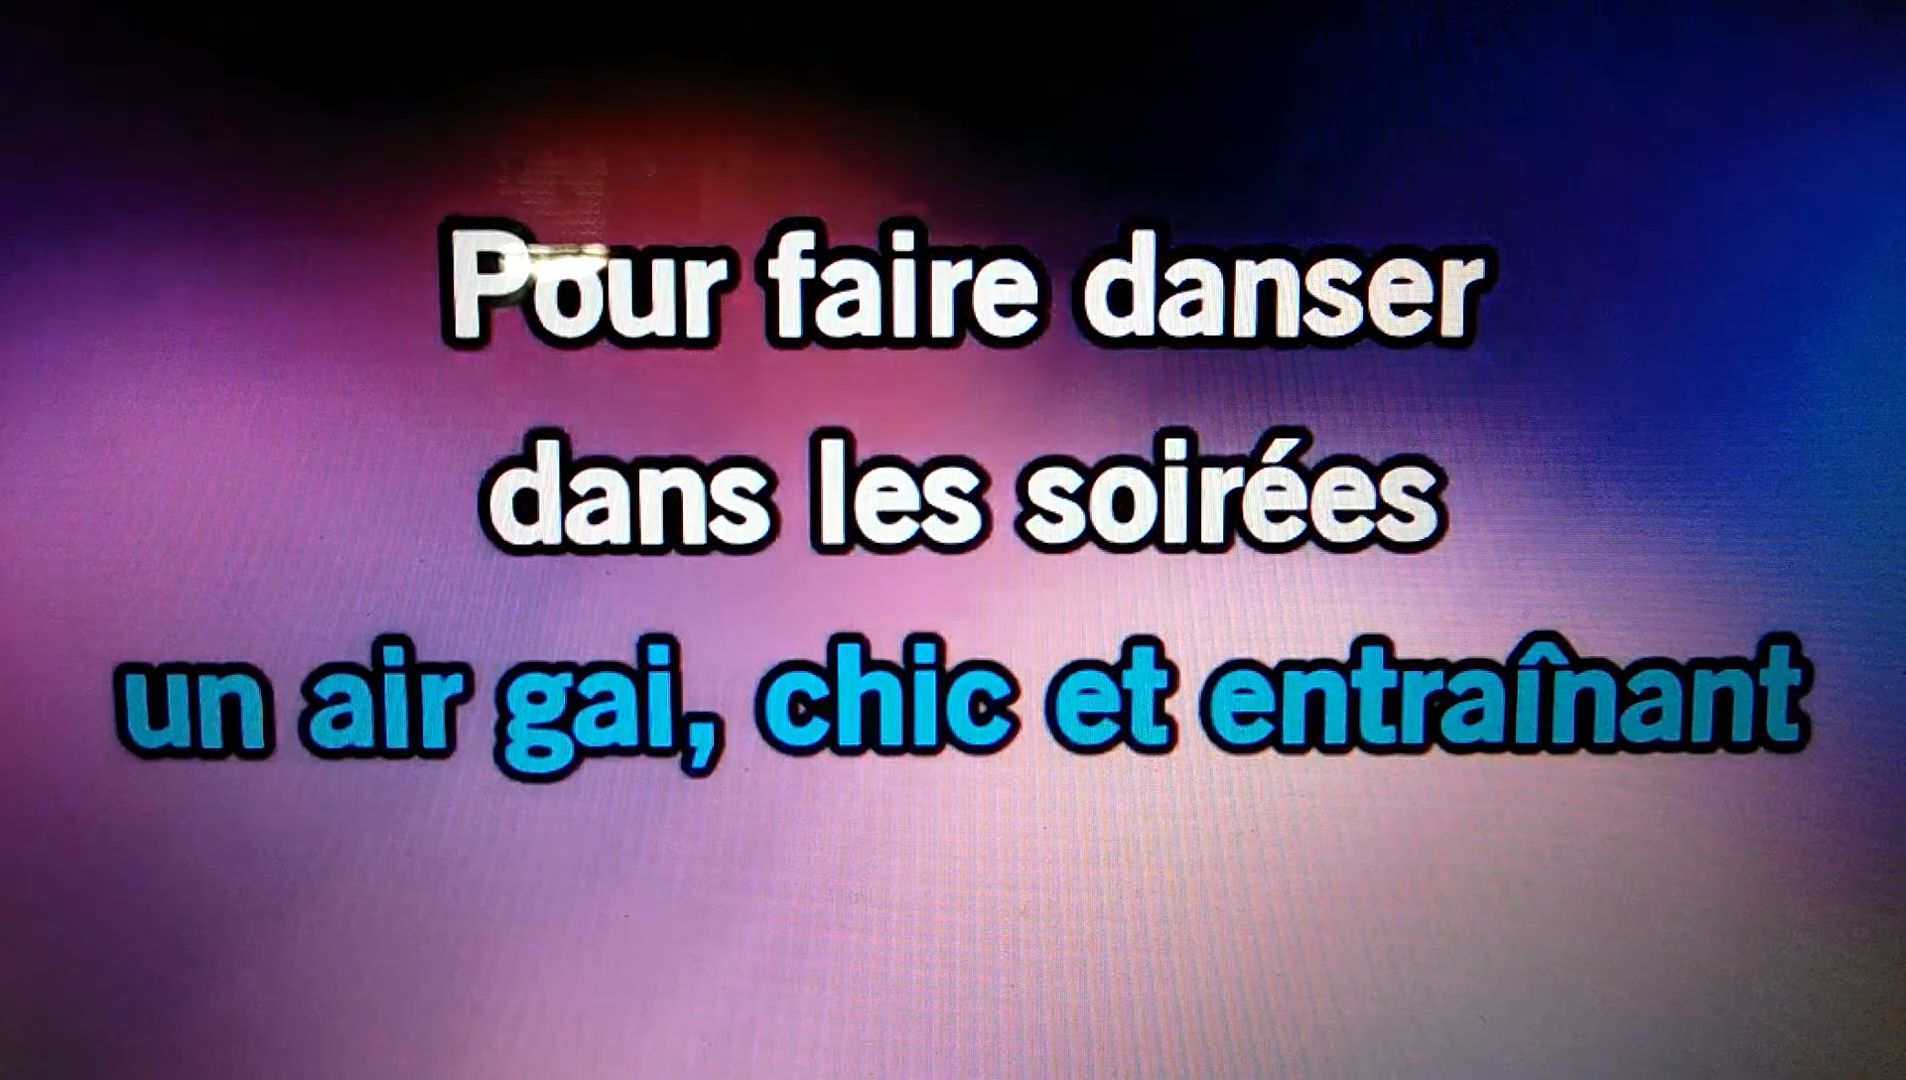 Pour faire danser
dans les soirées
un air gai, chic et entraînant